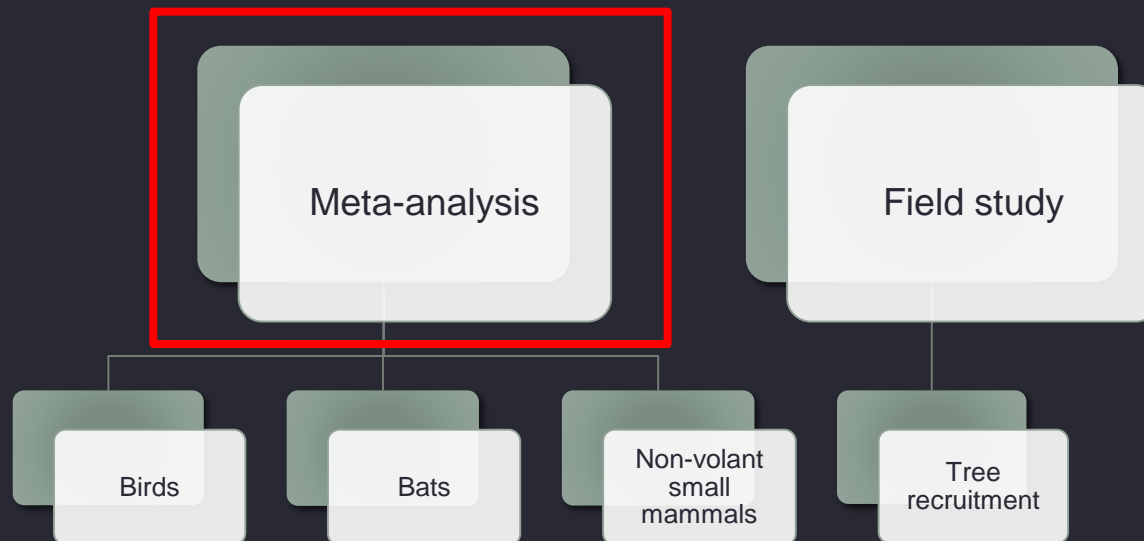 Meta-analysis
Field study
Birds
Bats
Non-volant
small
mammals
Tree
recruitment